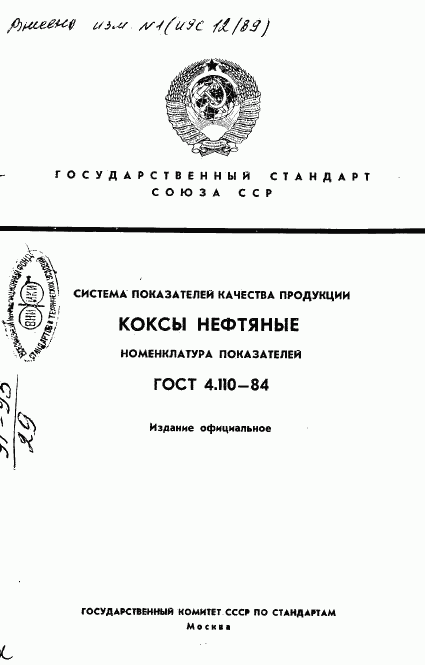 Внесено изм. №1 (ИУС 12/89)
ГОСУДАРСТВЕННЫЙ СТАНДАРТ
СОЮЗА ССР
СИСТЕМА ПОКАЗАТЕЛЕЙ КАЧЕСТВА ПРОДУКЦИИ
КОКСЫ НЕФТЯНЫЕ
НОМЕНКЛАТУРА ПОКАЗАТЕЛЕЙ
ГОСТ 4.110—84
Издание официальное
ГОСУДАРСТВЕННЫЙ КОМИТЕТ СССР ПО СТАНДАРТАМ
Москва